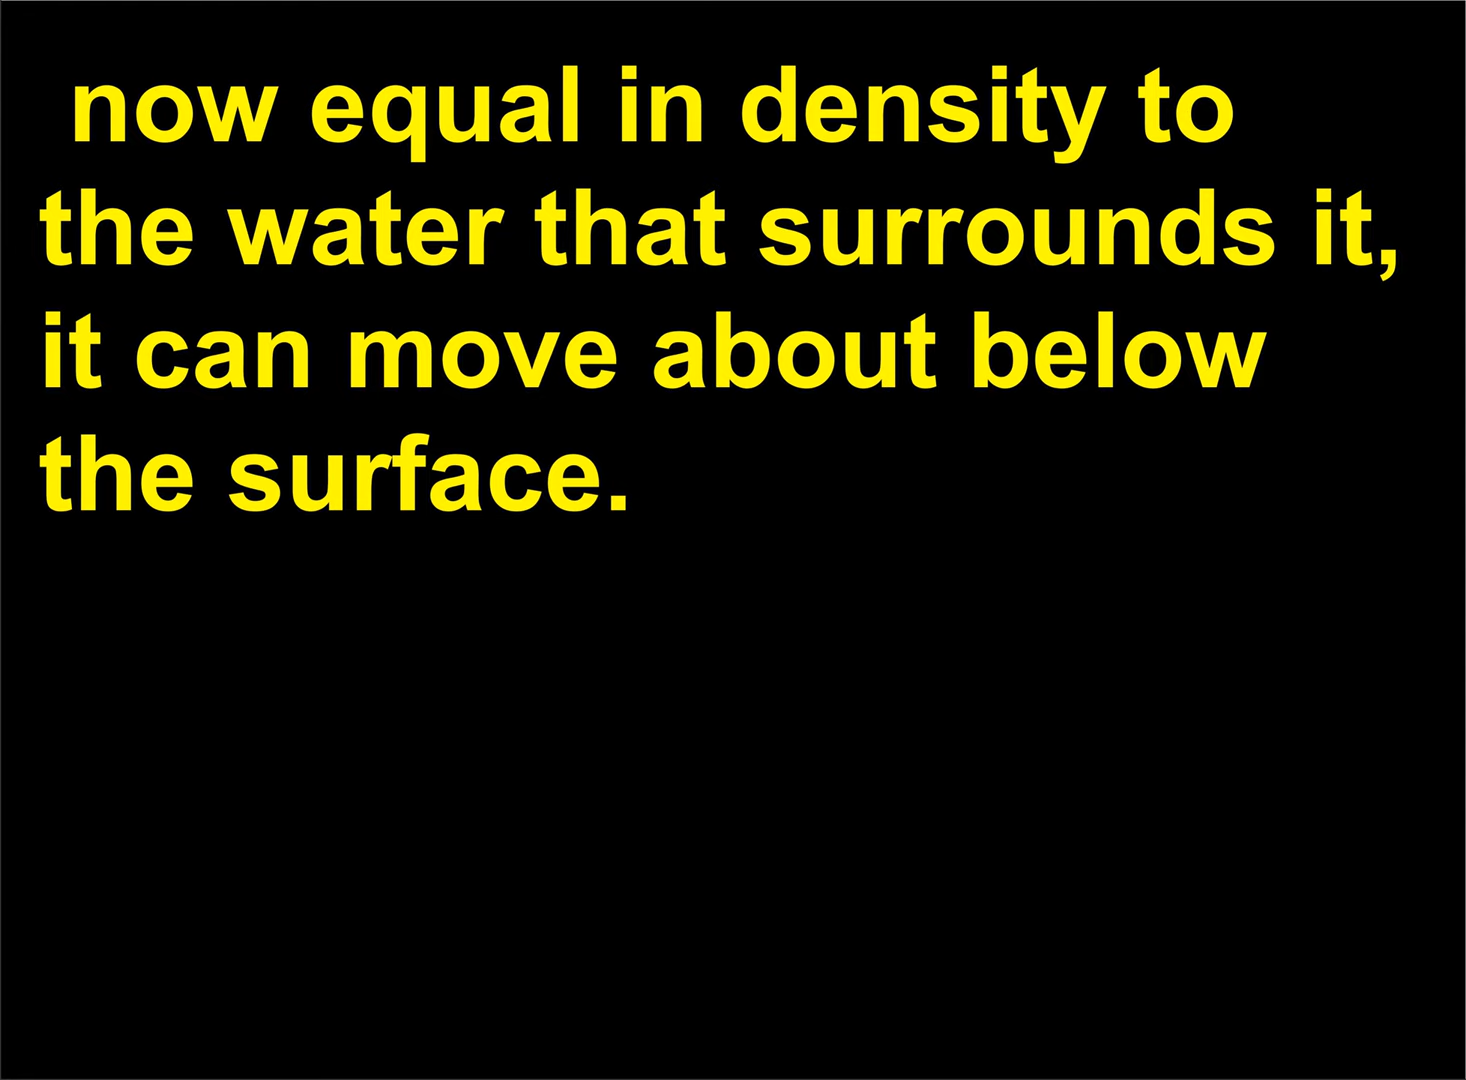 now equal in density to
the water that surrounds it,
it can move about below
the surface.